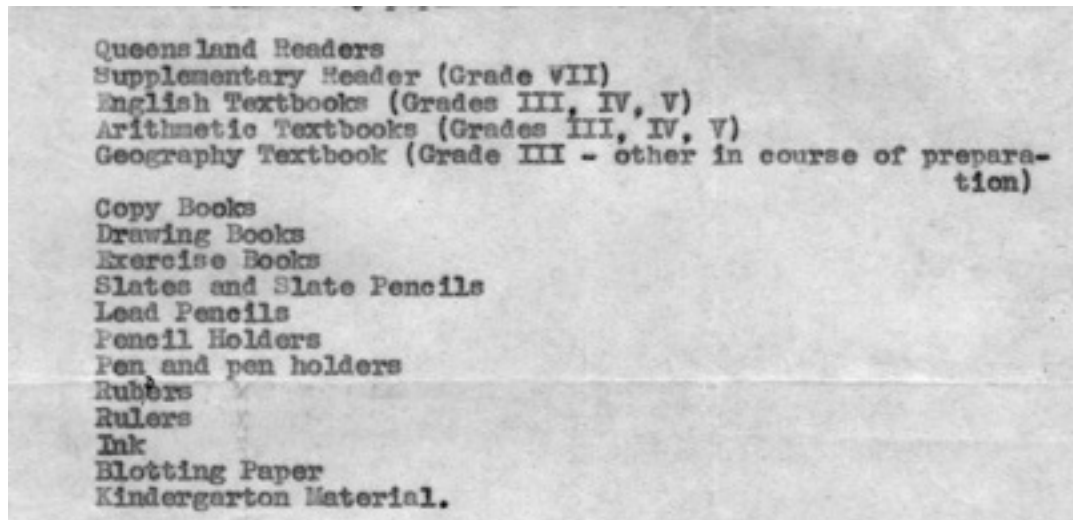 Queensland Readers
Supplementary Reader (Grade VII)
English Textbooks (Grades III, IV, V)
Arithmetic Textbooks (Grades III, IV, V)
Geography Textbook (Grade III - other in course of prepara-
tion)
Copy Books
Drawing Books
Exercise Books
Slates and Slate Pencils
Lead Pencils
Pencil Holders
Pen and pen holders
Rubbers
Rulers
Ink
Blotting Paper
Kindergarten Material.